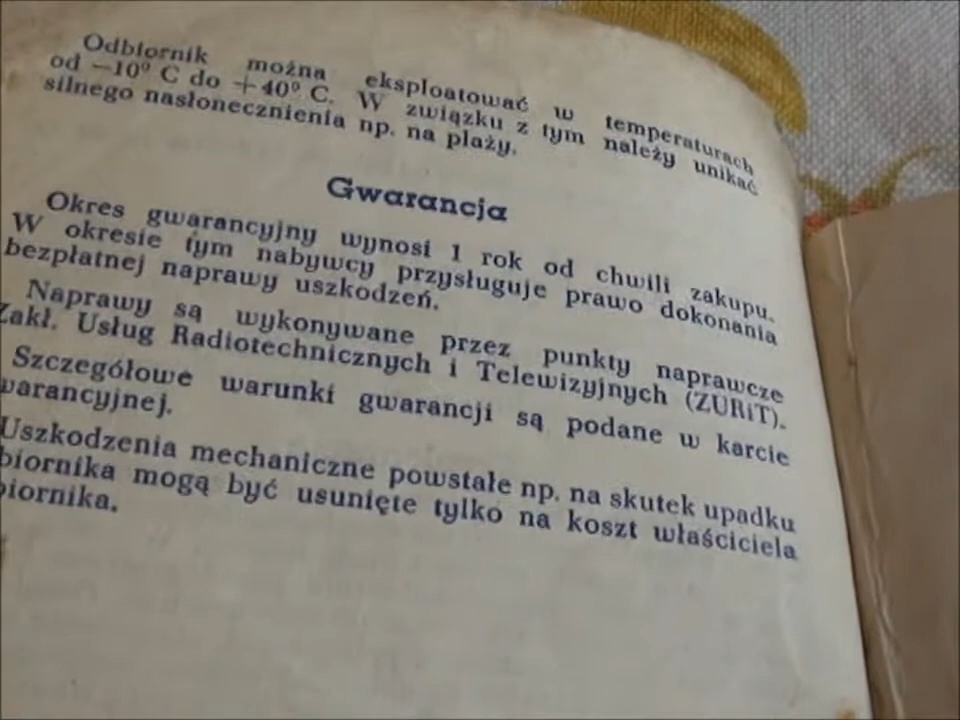 Odbiornik można eksploatować w temperaturach
od —10° C do +40° C. W związku z tym należy unikać
silnego nasłonecznienia np. na plaży.
Gwarancja
Okres gwarancyjny wynosi 1 rok od chwili zakupu.
W okresie tym nabywcy przysługuje prawo dokonania
bezpłatnej naprawy uszkodzeń.
Naprawy są wykonywane przez punkty naprawcze
Zakł. Usług Radiotechnicznych i Telewizyjnych (ZURiT).
Szczegółowe warunki gwarancji są podane w karcie
warancyjnej.
Uszkodzenia mechaniczne powstałe np. na skutek upadku
biornika mogą być usunięte tylko na koszt właściciela
biornika.